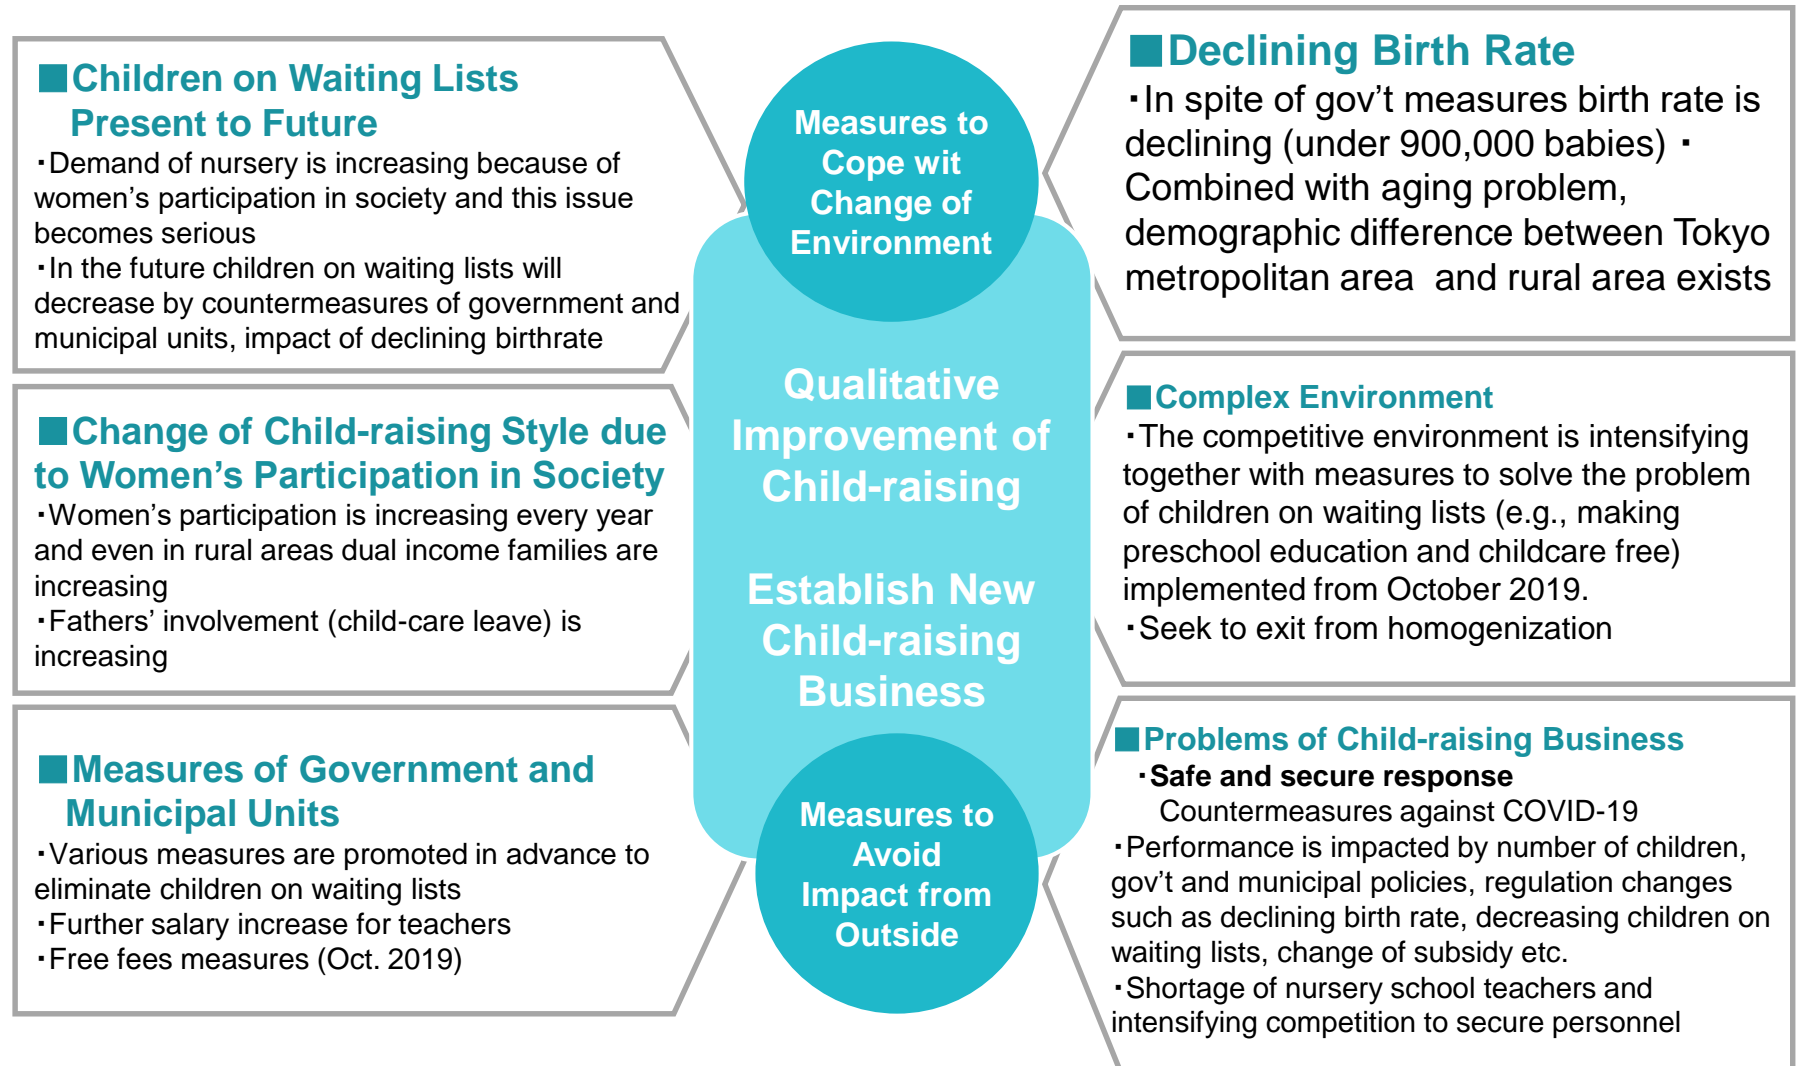 ■Children on Waiting Lists
Present to Future
・Demand of nursery is increasing because of
women’s participation in society and this issue
becomes serious
・In the future children on waiting lists will
decrease by countermeasures of government and
municipal units, impact of declining birthrate
■Change of Child-raising Style due
to Women’s Participation in Society
・Women’s participation is increasing every year
and even in rural areas dual income families are
increasing
・Fathers’ involvement (child-care leave) is
increasing
■Measures of Government and
Municipal Units
・Various measures are promoted in advance to
eliminate children on waiting lists
・Further salary increase for teachers
・Free fees measures (Oct. 2019)
Measures to
Cope wit
Change of
Environment
Qualitative
Improvement of
Child-raising
Establish New
Child-raising
Business
Measures to
Avoid
Impact from
Outside
■Declining Birth Rate
・In spite of gov’t measures birth rate is
declining (under 900,000 babies) ・
Combined with aging problem,
demographic difference between Tokyo
metropolitan area and rural area exists
■Complex Environment
・The competitive environment is intensifying
together with measures to solve the problem
of children on waiting lists (e.g., making
preschool education and childcare free)
implemented from October 2019.
・Seek to exit from homogenization
■Problems of Child-raising Business
・Safe and secure response
Countermeasures against COVID-19
・Performance is impacted by number of children,
gov’t and municipal policies, regulation changes
such as declining birth rate, decreasing children on
waiting lists, change of subsidy etc.
・Shortage of nursery school teachers and
intensifying competition to secure personnel